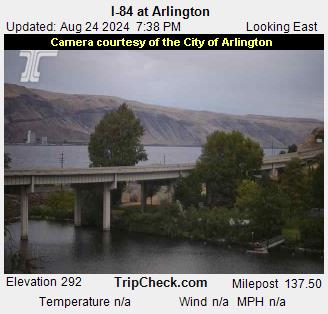 I-84 at Arlington
Updated: Aug 24 2024 7:38 PM Looking East
Camera courtesy of the City of Arlington
Elevation 292 TripCheck.com Milepost 137.50
Temperature n/a Wind n/a MPH n/a